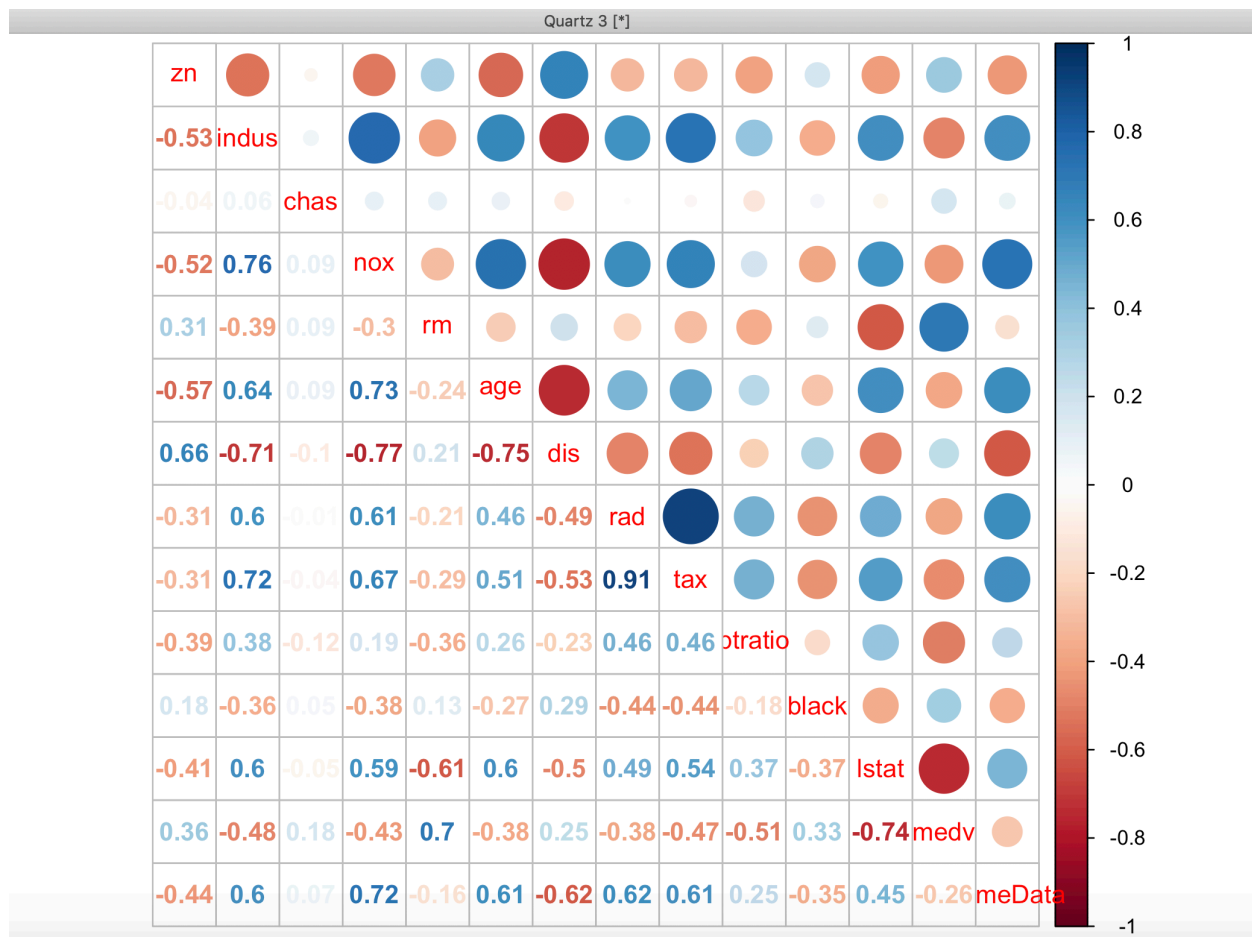 Quartz 3 [*]
zn
-0.53 indus
-0.04 0.06 chas
-0.52 0.76 0.09 nox
0.31 -0.39 0.09 -0.3 rm
-0.57 0.64 0.09 0.73 -0.24 age
0.66 -0.71 -0.1 -0.77 0.21 -0.75 dis
-0.31 0.6 -0.01 0.61 -0.21 0.46 -0.49 rad
-0.31 0.72 -0.04 0.67 -0.29 0.51 -0.53 0.91 tax
-0.39 0.38 -0.12 0.19 -0.36 0.26 -0.23 0.46 0.46 ptratio
0.18 -0.36 0.05 -0.38 0.13 -0.27 0.29 -0.44 -0.44 -0.18 black
-0.41 0.6 -0.05 0.59 -0.61 0.6 -0.5 0.49 0.54 0.37 -0.37 lstat
0.36 -0.48 0.18 -0.43 0.7 -0.38 0.25 -0.38 -0.47 -0.51 0.33 -0.74 medv
-0.44 0.6 0.07 0.72 -0.16 0.61 -0.62 0.62 0.61 0.25 -0.35 0.45 -0.26 meData
1
0.8
0.6
0.4
0.2
0
-0.2
-0.4
-0.6
-0.8
-1